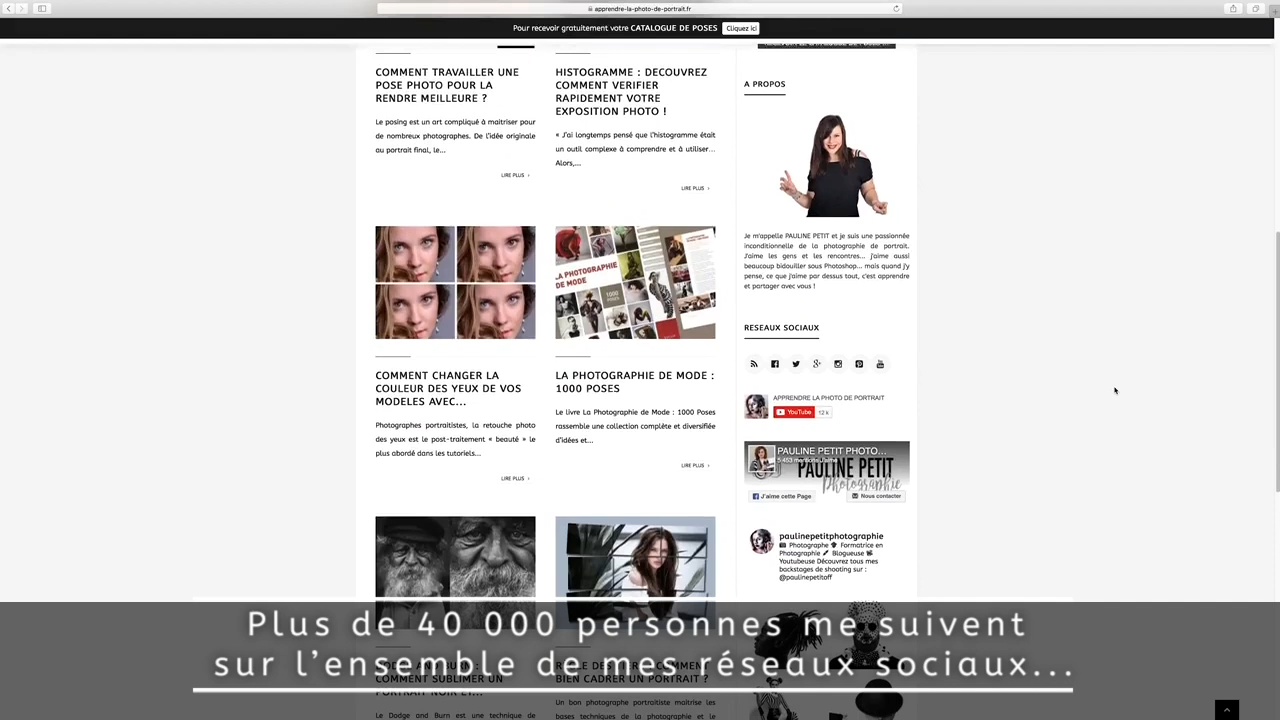 apprendre-la-photo-de-portrait.fr
Pour recevoir gratuitement votre CATALOGUE DE POSES Cliquez ici
COMMENT TRAVAILLER UNE
POSE PHOTO POUR LA
RENDRE MEILLEURE ?
Le posing est un art compliqué à maitriser pour
de nombreux photographes. De l'idée originale
au portrait final, le...
LIRE PLUS
HISTOGRAMME : DECOUVREZ
COMMENT VERIFIER
RAPIDEMENT VOTRE
EXPOSITION PHOTO !
« J'ai longtemps pensé que l'histogramme était
un outil complexe à comprendre et à utiliser…
Alors,...
LIRE PLUS
COMMENT CHANGER LA
COULEUR DES YEUX DE VOS
MODELES AVEC...
Photographes portraitistes, la retouche photo
des yeux est le post-traitement « beauté » le
plus abordé dans les tutoriels...
LIRE PLUS
LA PHOTOGRAPHIE
DE MODE
1000
POSES
LA PHOTOGRAPHIE DE MODE :
1000 POSES
Le livre La Photographie de Mode : 1000 Poses
rassemble une collection complète et diversifiée
d'idées et...
LIRE PLUS
A PROPOS
Je m'appelle PAULINE PETIT et je suis une passionnée
inconditionnelle de la photographie de portrait.
J'aime les gens et les rencontres... j'aime aussi
beaucoup bidouiller sous Photoshop... mais quand j'y
pense, ce que j'aime par dessus tout, c'est apprendre
et partager avec vous !
RESEAUX SOCIAUX
APPRENDRE LA PHOTO DE PORTRAIT
YouTube 12 k
PAULINE PETIT PHOTO...
5 453 mentions J'aime
PAULINE PETIT
Photographie
J'aime cette Page
Nous contacter
paulinepetitphotographie
Photographe Formatrice en
Photographie Blogueuse
Youtubeuse Découvrez tous mes
backstages de shooting sur :
@paulinepetitoff
Plus de 40 000 personnes me suivent
sur l'ensemble de mes réseaux sociaux...
COMMENT SUBLIMER UN
PORTRAIT NOIR ET...
Le Dodge and Burn est une technique de
BIEN CADRER UN PORTRAIT ?
Un bon photographe portraitiste maitrise les
bases techniques de la photographie et le